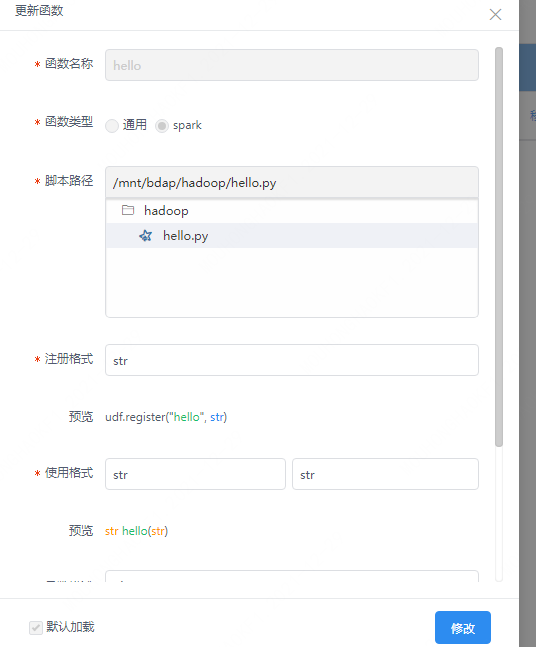 更新函数
* 函数名称 hello
* 函数类型 通用 spark
* 脚本路径 /mnt/bdap/hadoop/hello.py
hadoop
hello.py
* 注册格式 str
预览 udf.register("hello", str)
* 使用格式 str str
预览 str hello(str)
默认加载 修改